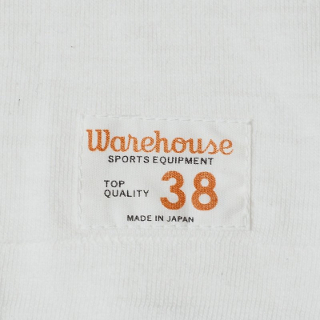 Warehouse
SPORTS EQUIPMENT
TOP
QUALITY
38
MADE IN JAPAN